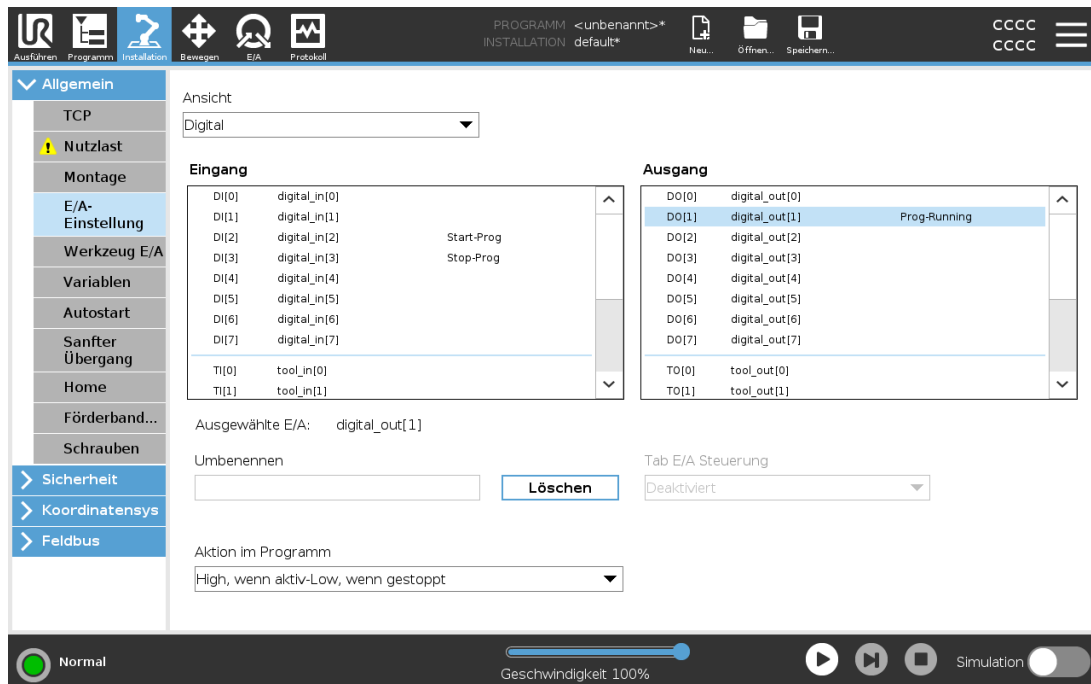 PROGRAMM <unbenannt>*
INSTALLATION default*
CCCC
CCCC
Ausführen Programm Installation Bewegen E/A Protokoll Neu... Öffnen... Speichern...
Allgemein
TCP
Nutzlast
Montage
E/A-
Einstellung
Werkzeug E/A
Variablen
Autostart
Sanfter
Übergang
Home
Förderband...
Schrauben
Sicherheit
Koordinatensys
Feldbus
Ansicht
Digital
Eingang
DI[0] digital_in[0]
DI[1] digital_in[1]
DI[2] digital_in[2] Start-Prog
DI[3] digital_in[3] Stop-Prog
DI[4] digital_in[4]
DI[5] digital_in[5]
DI[6] digital_in[6]
DI[7] digital_in[7]
TI[0] tool_in[0]
TI[1] tool_in[1]
Ausgang
DO[0] digital_out[0]
DO[1] digital_out[1] Prog-Running
DO[2] digital_out[2]
DO[3] digital_out[3]
DO[4] digital_out[4]
DO[5] digital_out[5]
DO[6] digital_out[6]
DO[7] digital_out[7]
TO[0] tool_out[0]
TO[1] tool_out[1]
Ausgewählte E/A: digital_out[1]
Umbenennen
Löschen
Tab E/A Steuerung
Deaktiviert
Aktion im Programm
High, wenn aktiv-Low, wenn gestoppt
Normal
Geschwindigkeit 100%
Simulation